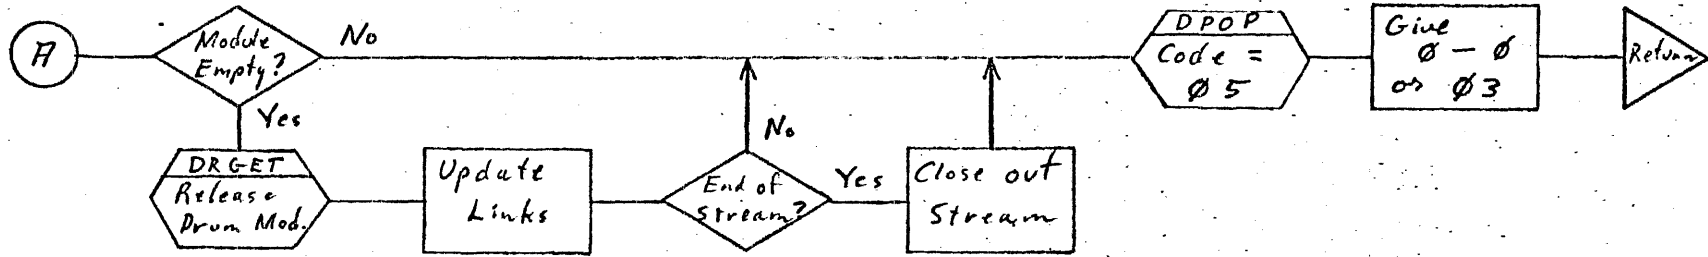 A
Module
Empty?
No
Yes
DRGET
Release
Drum Mod.
Update
Links
End of
stream?
No
Yes
Close out
Stream
DPOP
Code =
Ø 5
Give
Ø - Ø
or Ø3
Return